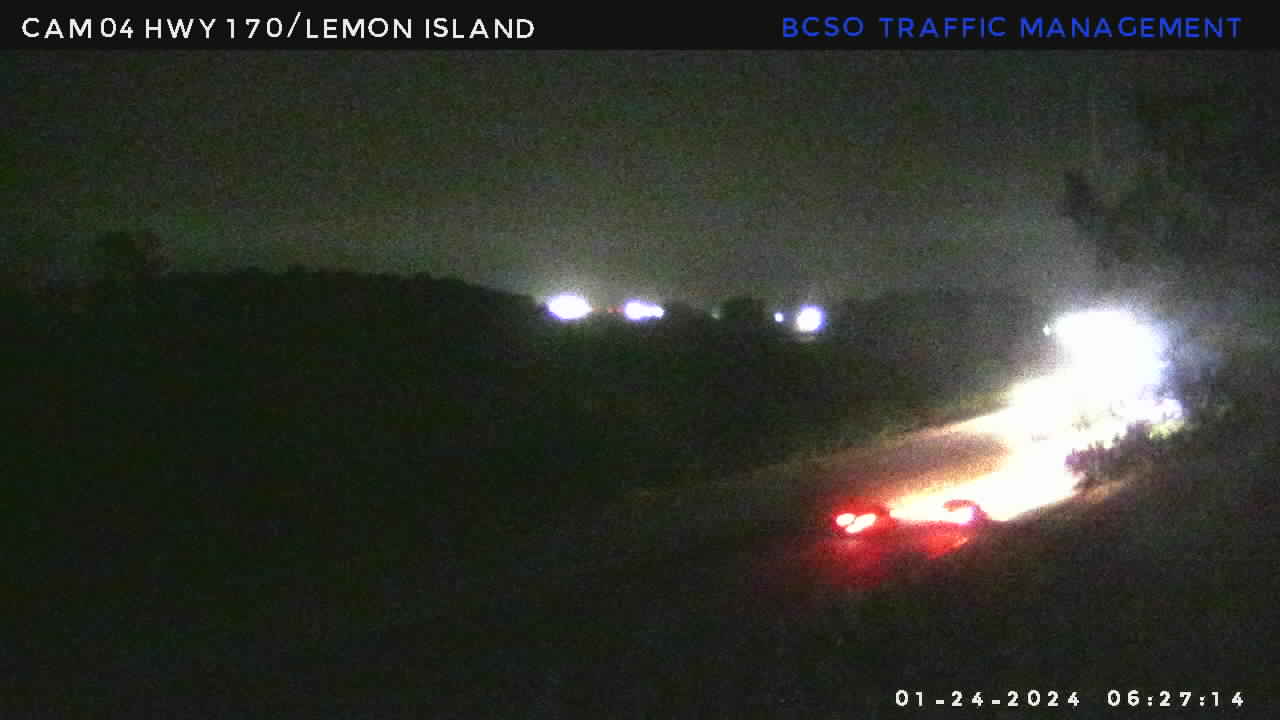 CAM04 HWY 170/LEMON ISLAND
BCSO TRAFFIC MANAGEMENT
01-24-2024 06:27:14